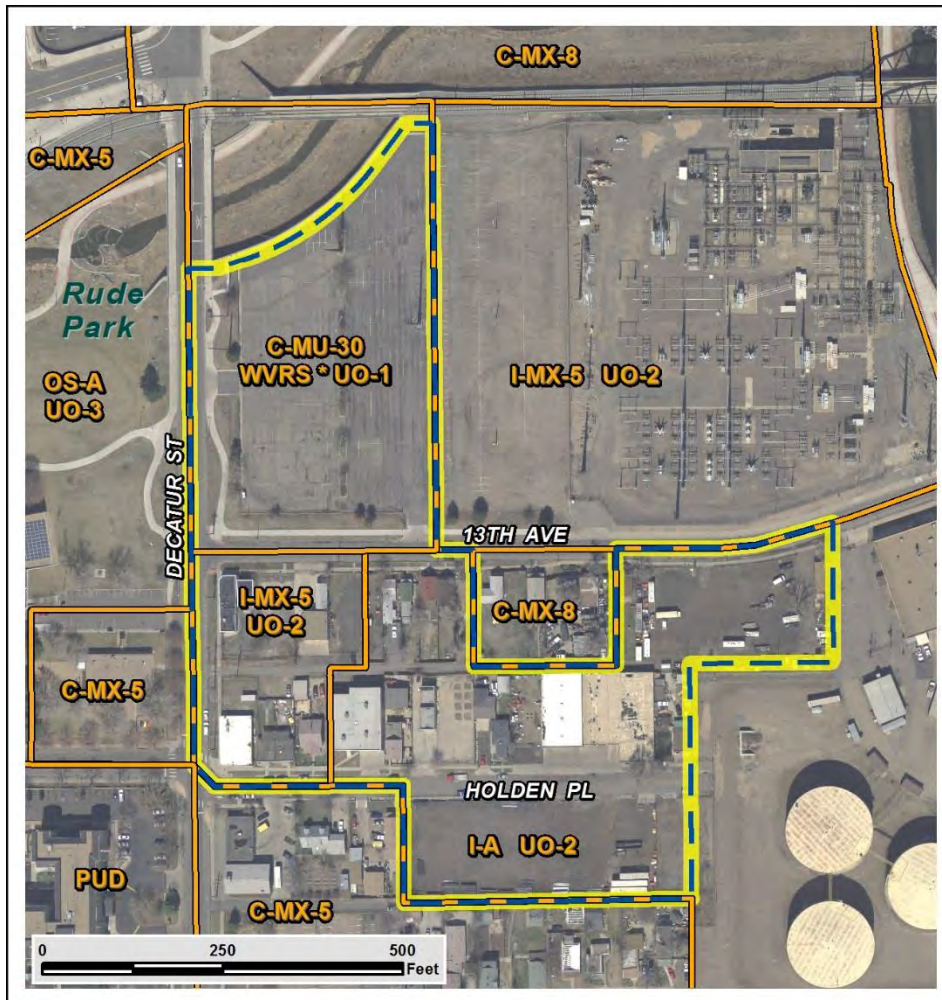 C-MX-8
C-MX-5
Rude
Park
OS-A
UO-3
C-MU-30
WVRS * UO-1
I-MX-5 UO-2
DECATUR ST
13TH AVE
I-MX-5
UO-2
C-MX-8
C-MX-5
HOLDEN PL
I-A UO-2
PUD
C-MX-5
0 250 500
Feet